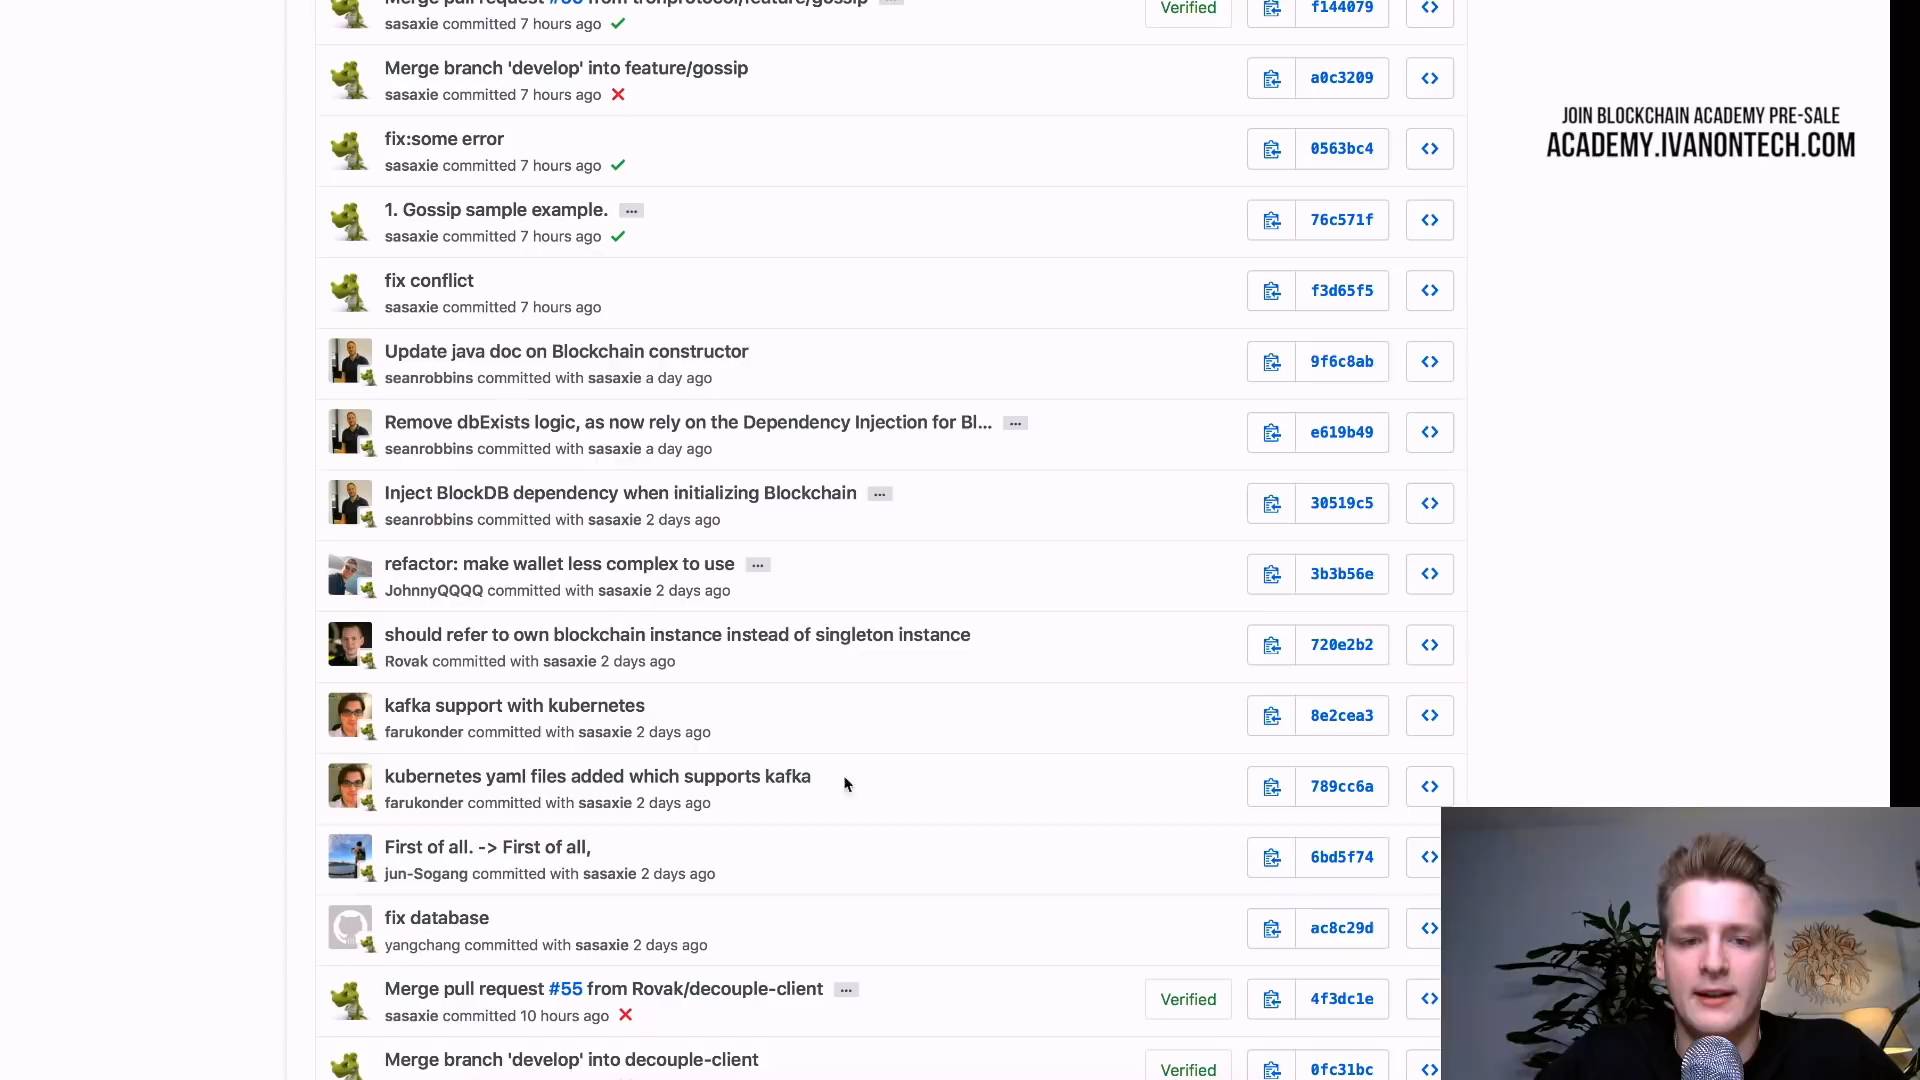 Merge pull request #56 from tronprotocol/feature/gossip …
Verified
f144079
sasaxie committed 7 hours ago
Merge branch 'develop' into feature/gossip
sasaxie committed 7 hours ago
a0c3209
JOIN BLOCKCHAIN ACADEMY PRE-SALE
ACADEMY.IVANONTECH.COM
fix:some error
sasaxie committed 7 hours ago
0563bc4
1. Gossip sample example. …
sasaxie committed 7 hours ago
76c571f
fix conflict
sasaxie committed 7 hours ago
f3d65f5
Update java doc on Blockchain constructor
seanrobbins committed with sasaxie a day ago
9f6c8ab
Remove dbExists logic, as now rely on the Dependency Injection for Bl… …
seanrobbins committed with sasaxie a day ago
e619b49
Inject BlockDB dependency when initializing Blockchain …
seanrobbins committed with sasaxie 2 days ago
30519c5
refactor: make wallet less complex to use …
JohnnyQQQQ committed with sasaxie 2 days ago
3b3b56e
should refer to own blockchain instance instead of singleton instance
Rovak committed with sasaxie 2 days ago
720e2b2
kafka support with kubernetes
farukonder committed with sasaxie 2 days ago
8e2cea3
kubernetes yaml files added which supports kafka
farukonder committed with sasaxie 2 days ago
789cc6a
First of all. -> First of all,
jun-Sogang committed with sasaxie 2 days ago
6bd5f74
fix database
yangchang committed with sasaxie 2 days ago
ac8c29d
Merge pull request #55 from Rovak/decouple-client …
sasaxie committed 10 hours ago
Verified
4f3dc1e
Merge branch 'develop' into decouple-client
Verified
0fc31bc